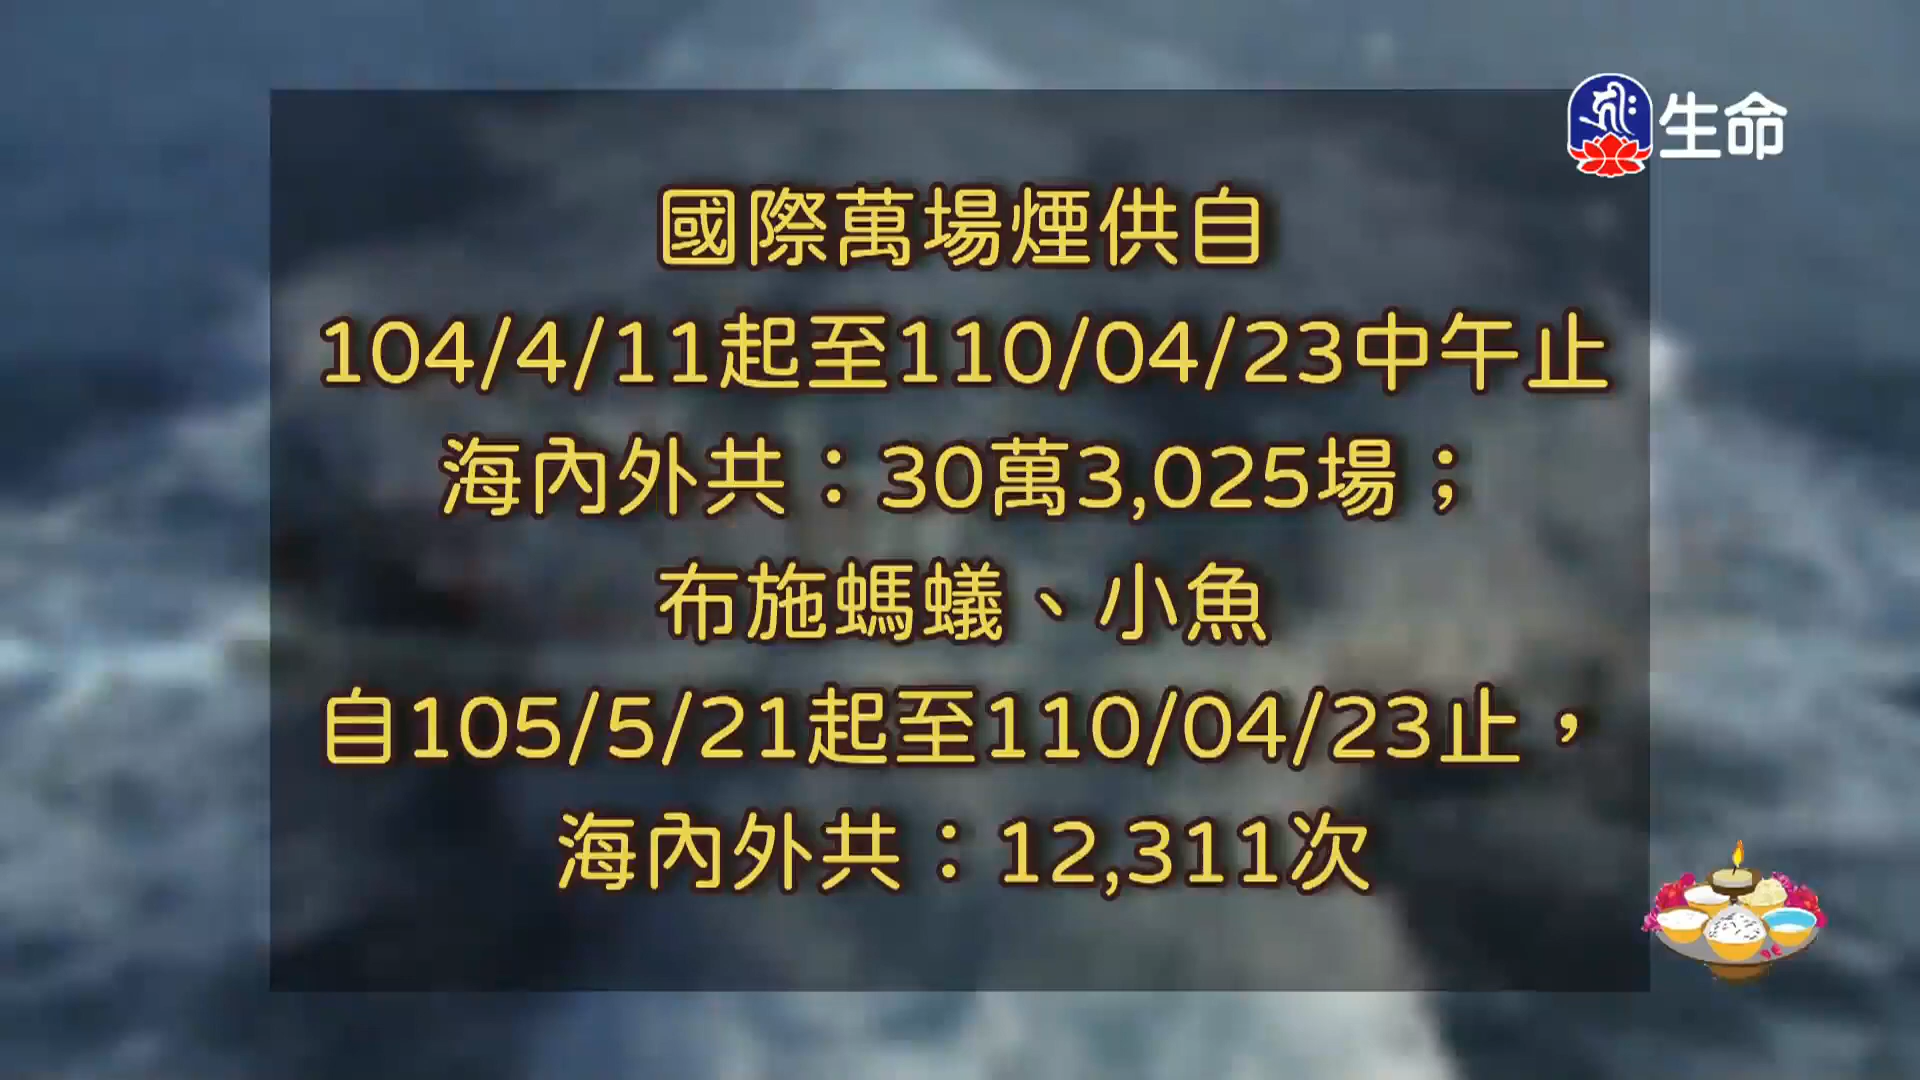 生命
國際萬場煙供自
104/4/11起至110/04/23中午止
海內外共：30萬3,025場；
布施螞蟻、小魚
自105/5/21起至110/04/23止，
海內外共：12,311次